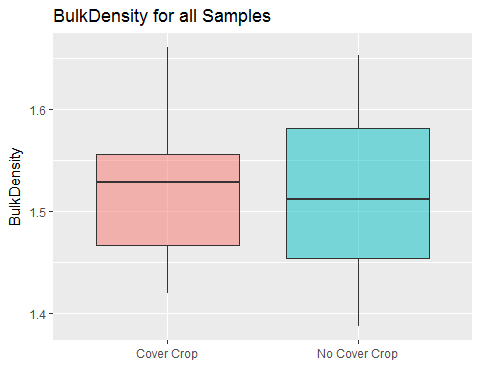 BulkDensity for all Samples
BulkDensity
1.6
1.5
1.4
Cover Crop
No Cover Crop